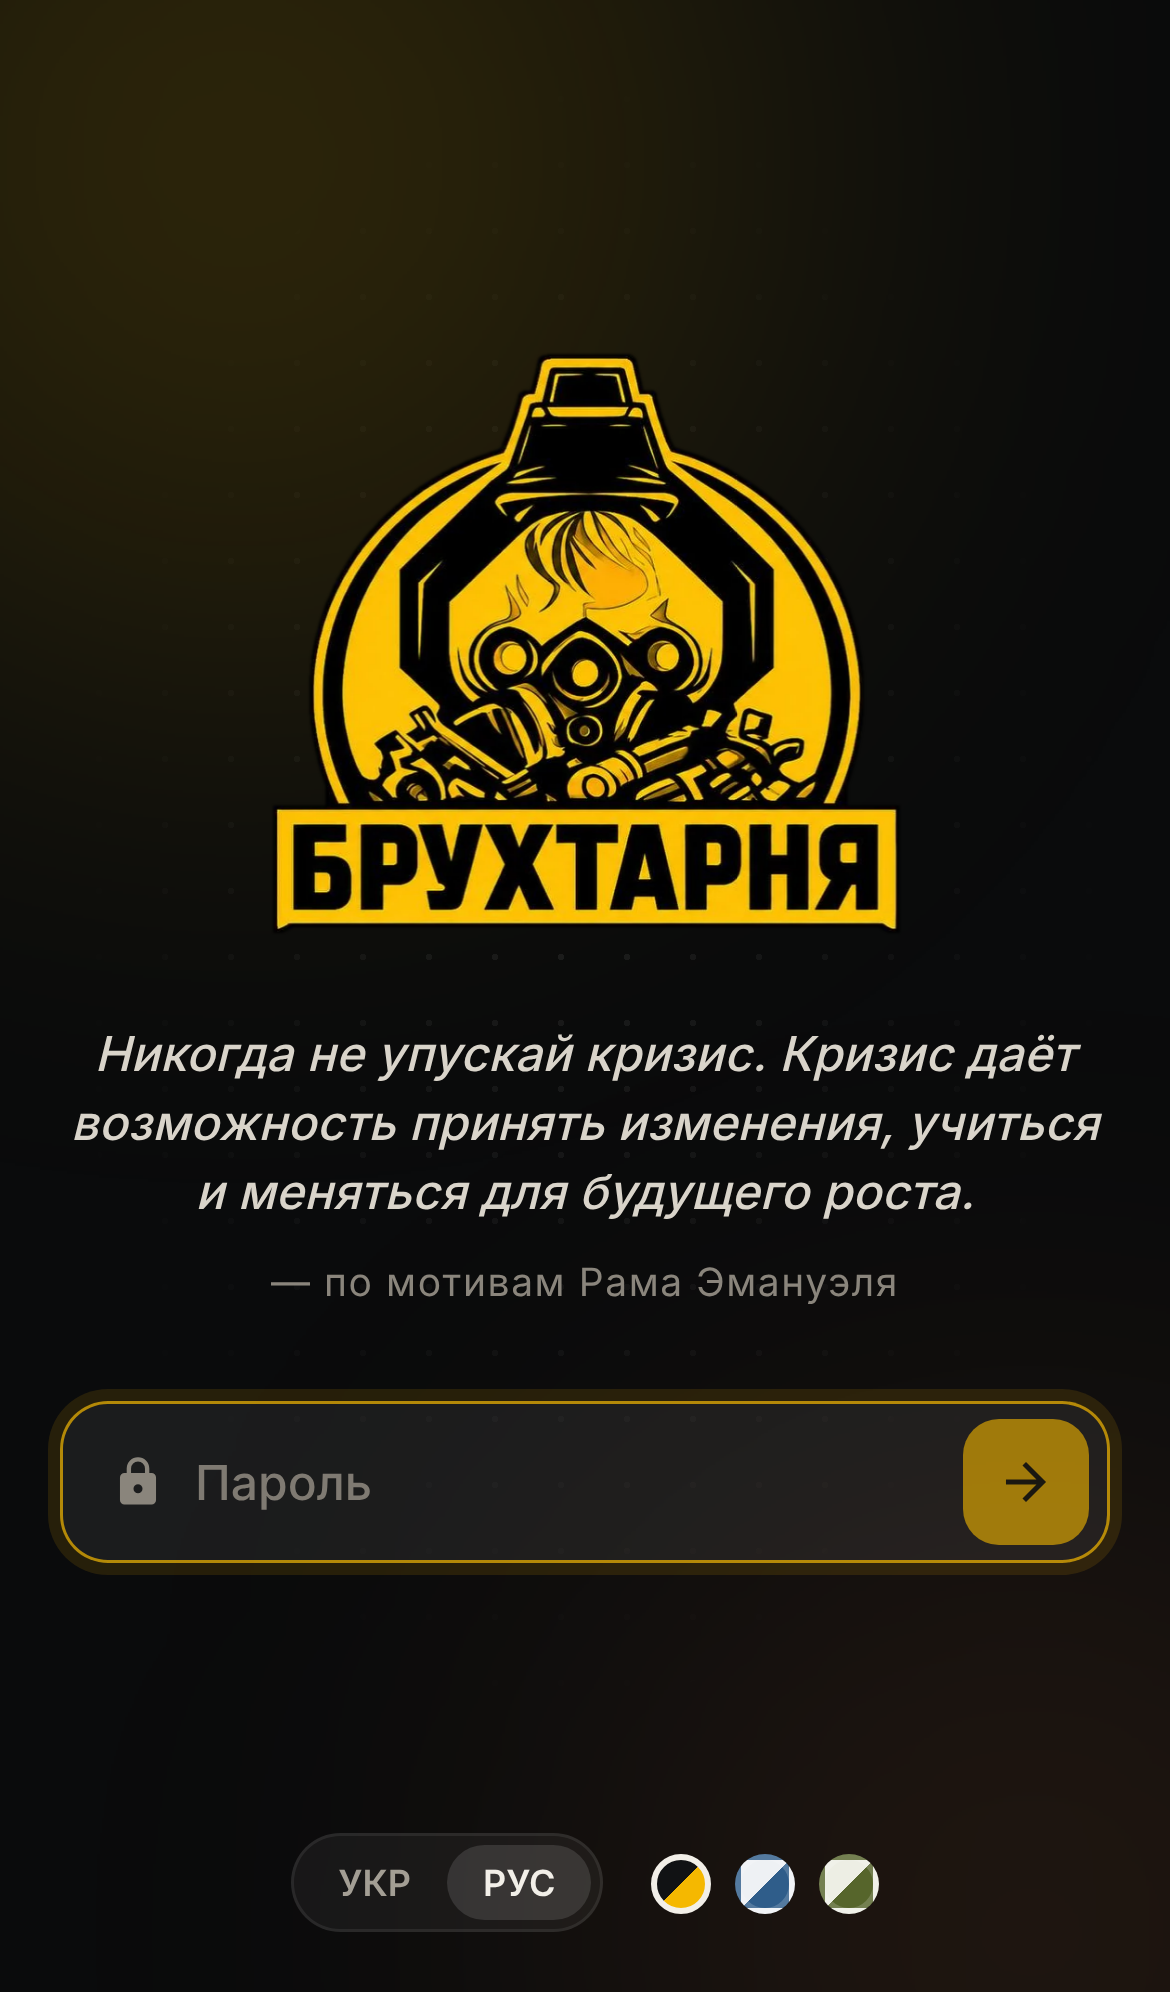 БРУХТАРНЯ
Никогда не упускай кризис. Кризис даёт
возможность принять изменения, учиться
и меняться для будущего роста.
— по мотивам Рама Эмануэля
Пароль
УКР РУС